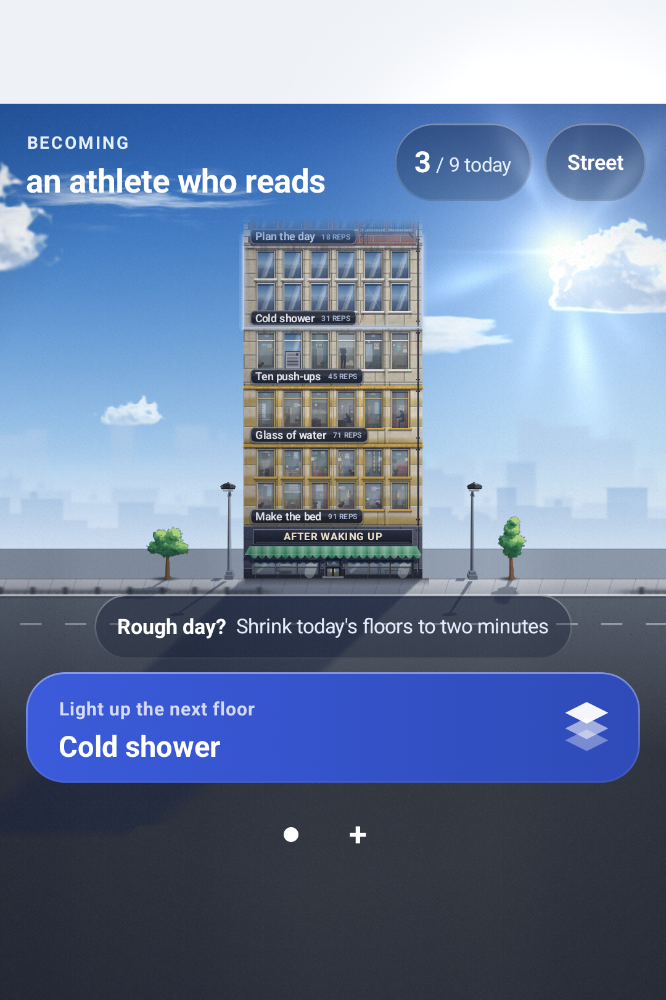 BECOMING
an athlete who reads
3 / 9 today
Street
Plan the day 18 REPS
Cold shower 31 REPS
Ten push-ups 45 REPS
Glass of water 71 REPS
Make the bed 91 REPS
AFTER WAKING UP
Rough day? Shrink today's floors to two minutes
Light up the next floor
Cold shower